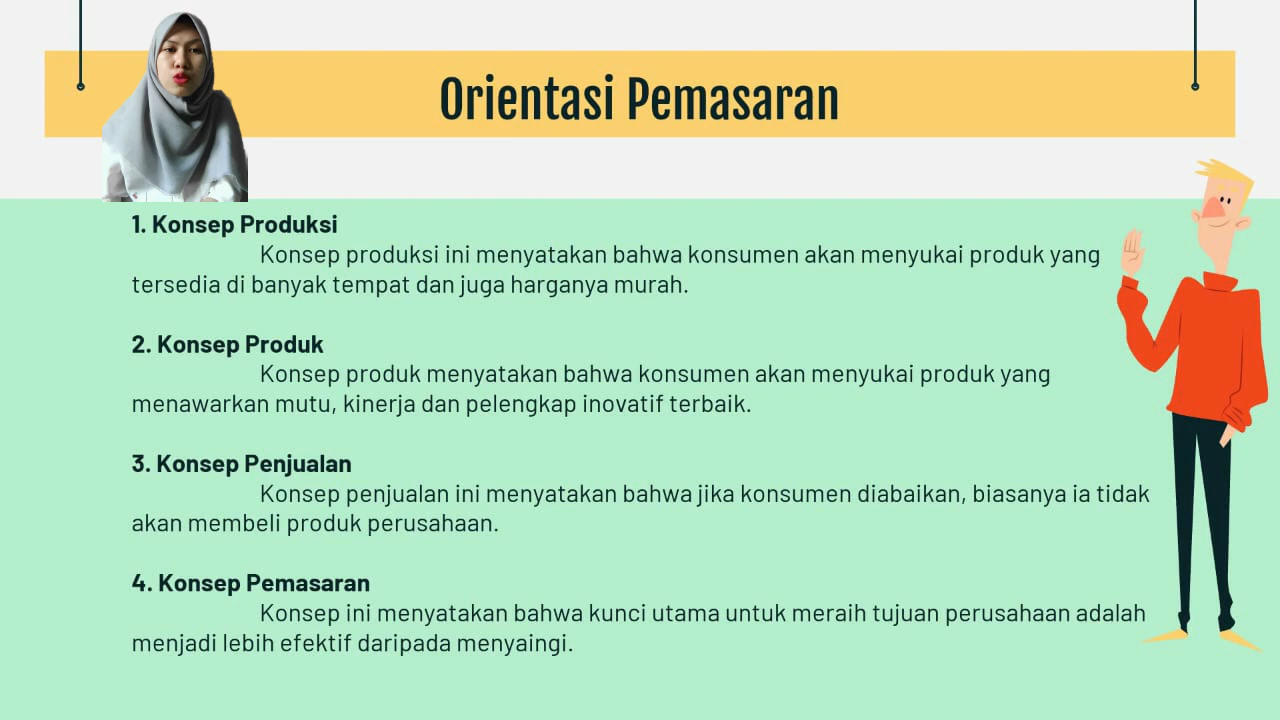 Orientasi Pemasaran
1. Konsep Produksi
Konsep produksi ini menyatakan bahwa konsumen akan menyukai produk yang
tersedia di banyak tempat dan juga harganya murah.
2. Konsep Produk
Konsep produk menyatakan bahwa konsumen akan menyukai produk yang
menawarkan mutu, kinerja dan pelengkap inovatif terbaik.
3. Konsep Penjualan
Konsep penjualan ini menyatakan bahwa jika konsumen diabaikan, biasanya ia tidak
akan membeli produk perusahaan.
4. Konsep Pemasaran
Konsep ini menyatakan bahwa kunci utama untuk meraih tujuan perusahaan adalah
menjadi lebih efektif daripada menyaingi.